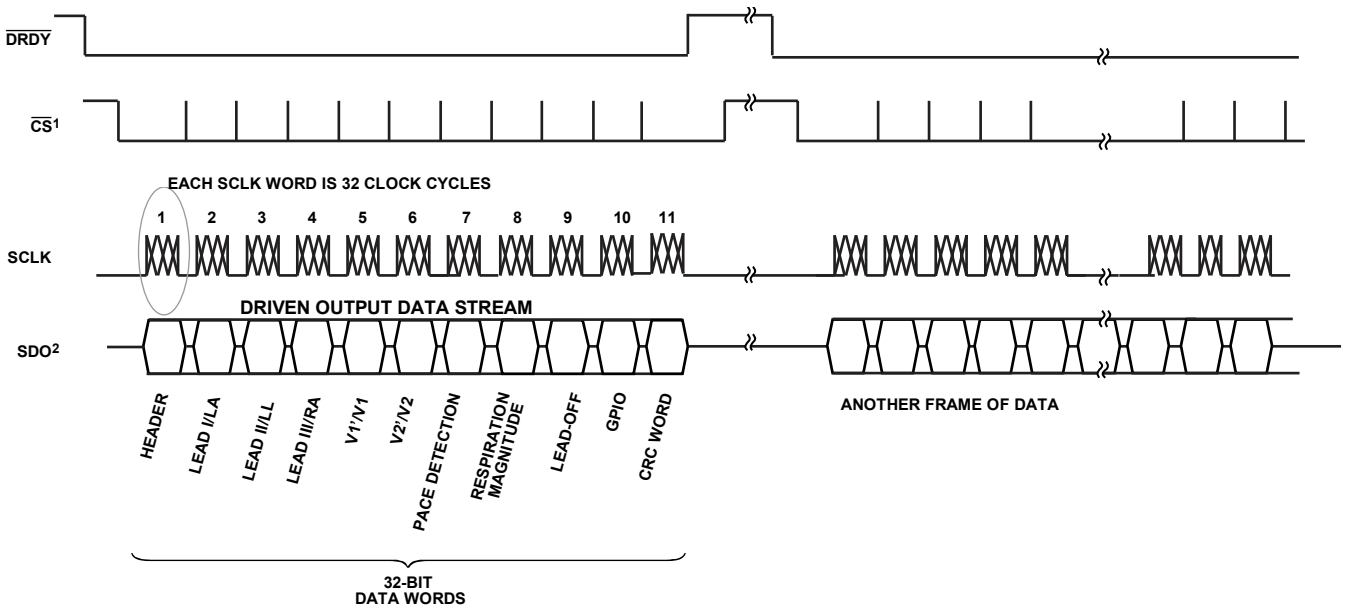 DRDY
CS1
EACH SCLK WORD IS 32 CLOCK CYCLES
1 2 3 4 5 6 7 8 9 10 11
SCLK
DRIVEN OUTPUT DATA STREAM
SDO2
HEADER
LEAD I/LA
LEAD II/LL
LEAD III/RA
V1'/V1
V2'/V2
PACE DETECTION
RESPIRATION
MAGNITUDE
LEAD-OFF
GPIO
CRC WORD
ANOTHER FRAME OF DATA
32-BIT
DATA WORDS